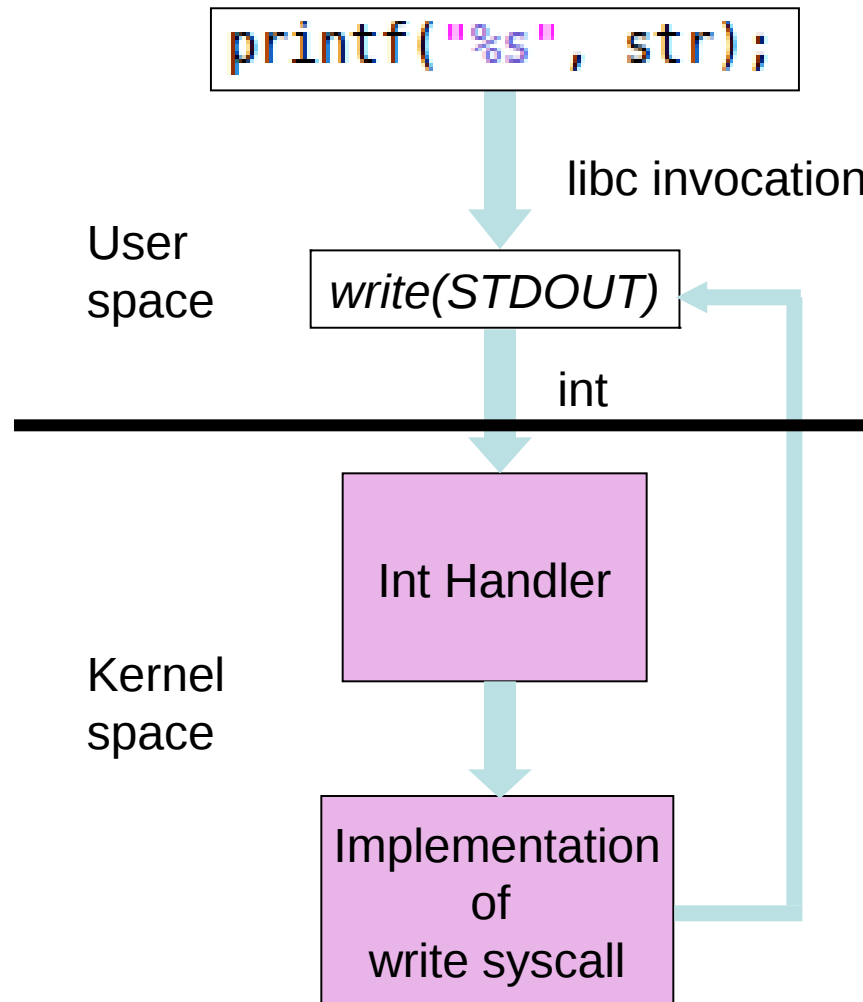 printf("%s", str);
libc invocation
User
space
write(STDOUT)
int
Int Handler
Kernel
space
Implementation
of
write syscall